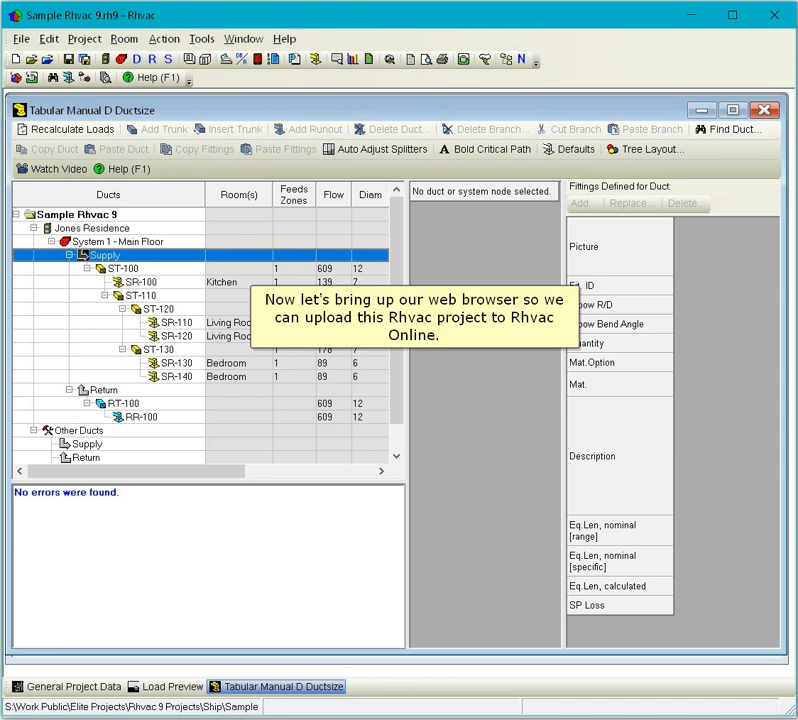 Sample Rhvac 9.rh9 - Rhvac
File Edit Project Room Action Tools Window Help
D R S
N
Help (F1)
Tabular Manual D Ductsize
Recalculate Loads Add Trunk Insert Trunk Add Runout Delete Duct... Delete Branch... Cut Branch Paste Branch Find Duct...
Copy Duct Paste Duct Copy Fittings Paste Fittings Auto Adjust Splitters A Bold Critical Path Defaults Tree Layout...
Watch Video Help (F1)
Ducts Room(s) Feeds Zones Flow Diam
No duct or system node selected.
Fittings Defined for Duct:
Add... Replace... Delete...
Sample Rhvac 9
Jones Residence
System 1 - Main Floor
Supply
ST-100 1 609 12
SR-100 Kitchen 1 139 7
ST-110
ST-120
SR-110 Living
SR-120 Living
ST-130 1 178 7
SR-130 Bedroom 1 89 6
SR-140 Bedroom 1 89 6
Return
RT-100 609 12
RR-100 609 12
Other Ducts
Supply
Return
Now let's bring up our web browser so we
can upload this Rhvac project to Rhvac
Online.
Picture
ID
R/D
Bend Angle
Mat.Option
Mat.
Description
Eq.Len, nominal
[range]
Eq.Len, nominal
[specific]
Eq.Len, calculated
SP Loss
No errors were found.
General Project Data Load Preview Tabular Manual D Ductsize
S:\Work Public\Elite Projects\Rhvac 9 Projects\Ship\Sample